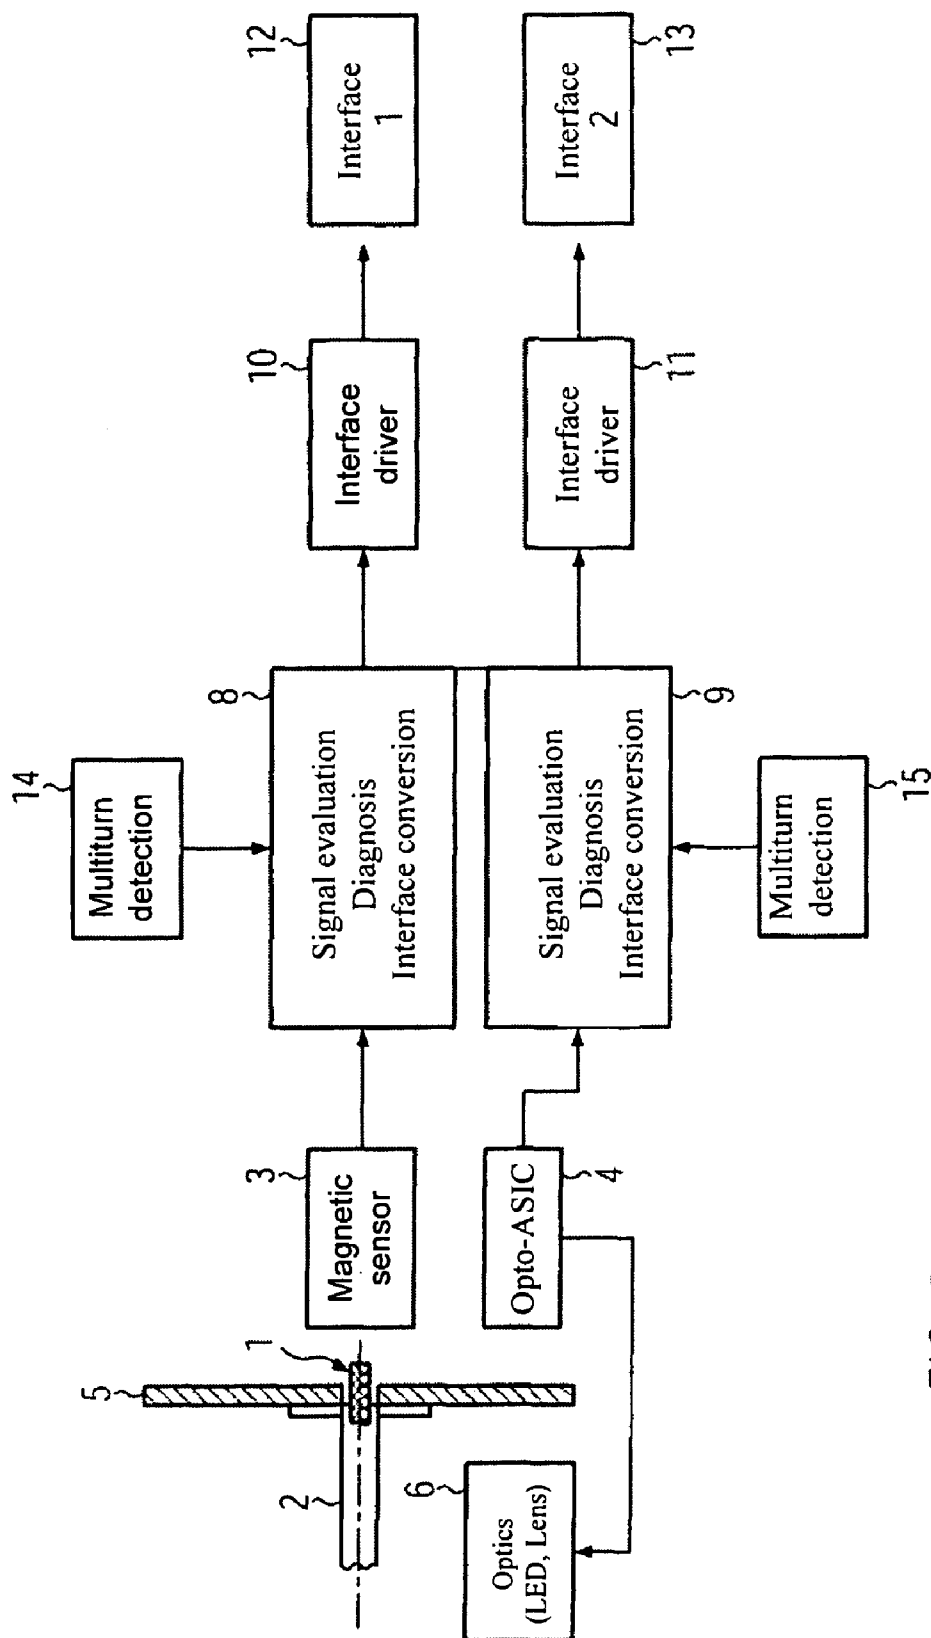 12
Interface
1
13
Interface
2
10
Interface
driver
11
Interface
driver
14
Multiturn
detection
8
Signal evaluation
Diagnosis
Interface conversion
9
Signal evaluation
Diagnosis
Interface conversion
15
Multiturn
detection
3
Magnetic
sensor
4
Opto-ASIC
5
1
2
6
Optics
(LED, Lens)